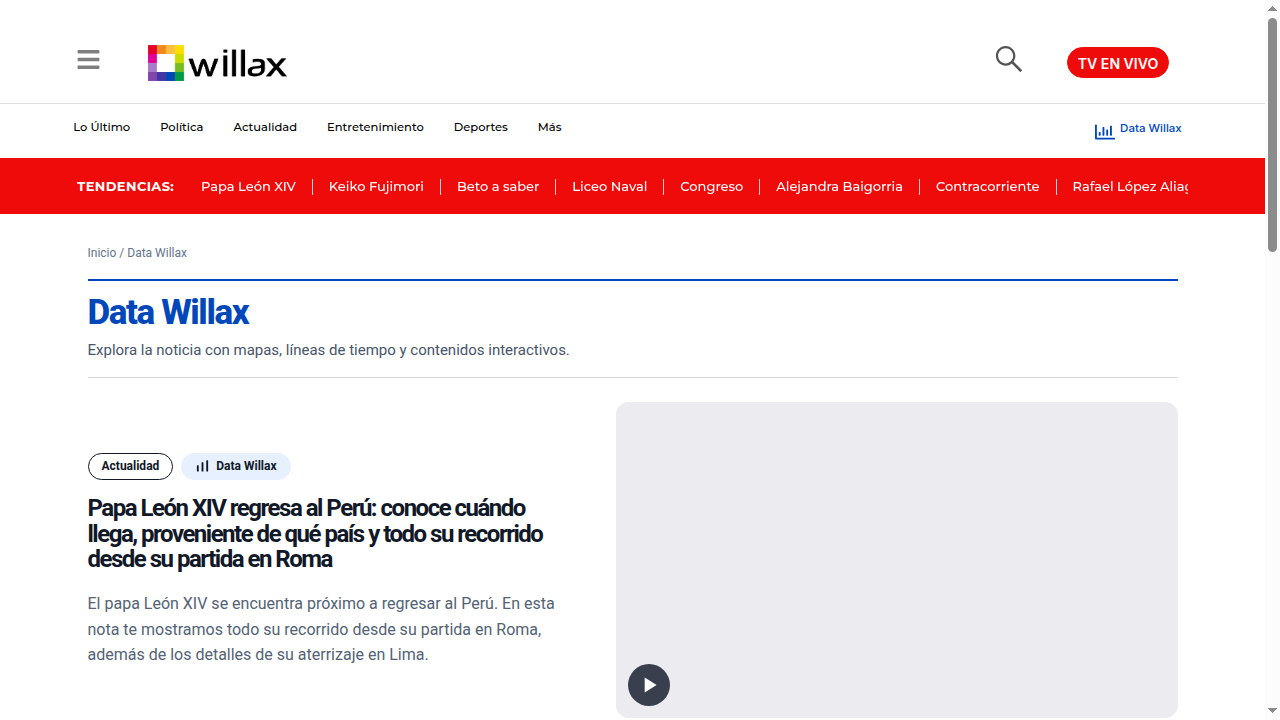 willax
TV EN VIVO
Lo Último Política Actualidad Entretenimiento Deportes Más Data Willax
TENDENCIAS: Papa León XIV Keiko Fujimori Beto a saber Liceo Naval Congreso Alejandra Baigorria Contracorriente Rafael López
Inicio / Data Willax
Data Willax
Explora la noticia con mapas, líneas de tiempo y contenidos interactivos.
Actualidad Data Willax
Papa León XIV regresa al Perú: conoce cuándo
llega, proveniente de qué país y todo su recorrido
desde su partida en Roma
El papa León XIV se encuentra próximo a regresar al Perú. En esta
nota te mostramos todo su recorrido desde su partida en Roma,
además de los detalles de su aterrizaje en Lima.